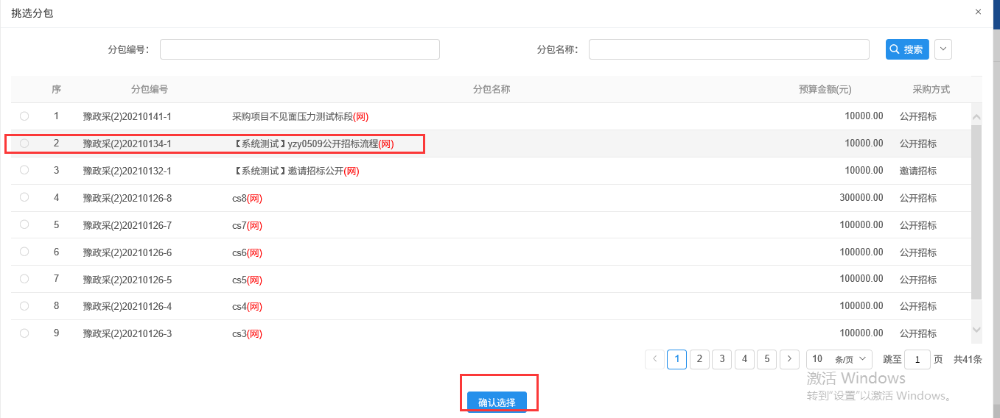 挑选分包 ×
分包编号： 分包名称： 搜索
序 分包编号 分包名称 预算金额(元) 采购方式
1 豫政采(2)20210141-1 采购项目不见面压力测试标段(网) 10000.00 公开招标
2 豫政采(2)20210134-1 【系统测试】yzy0509公开招标流程(网) 10000.00 公开招标
3 豫政采(2)20210132-1 【系统测试】邀请招标公开(网) 10000.00 邀请招标
4 豫政采(2)20210126-8 cs8(网) 300000.00 公开招标
5 豫政采(2)20210126-7 cs7(网) 100000.00 公开招标
6 豫政采(2)20210126-6 cs6(网) 100000.00 公开招标
7 豫政采(2)20210126-5 cs5(网) 100000.00 公开招标
8 豫政采(2)20210126-4 cs4(网) 100000.00 公开招标
9 豫政采(2)20210126-3 cs3(网) 100000.00 公开招标
< 1 2 3 4 5 > 10 条/页 跳至 1 页 共41条
激活 Windows
转到“设置”以激活 Windows。
确认选择